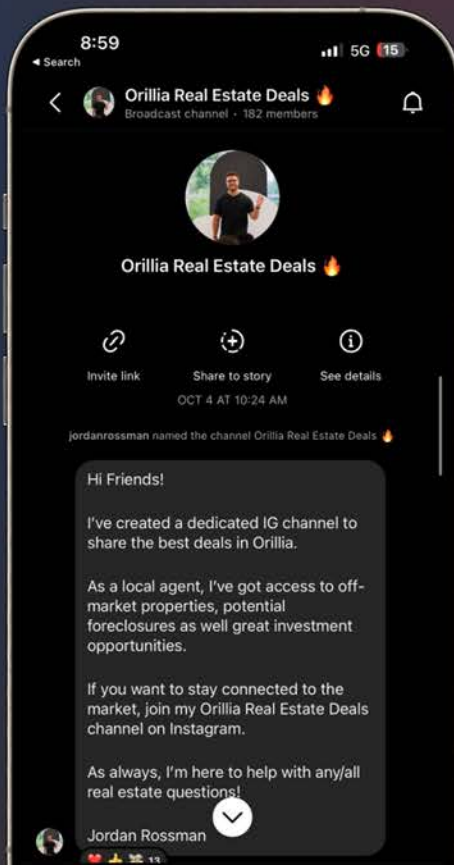 8:59
5G 15
Search
Orillia Real Estate Deals 🔥
Broadcast channel • 182 members
Orillia Real Estate Deals 🔥
Invite link
Share to story
See details
OCT 4 AT 10:24 AM
jordanrossman named the channel Orillia Real Estate Deals 🔥
Hi Friends!
I've created a dedicated IG channel to
share the best deals in Orillia.
As a local agent, I've got access to off-
market properties, potential
foreclosures as well great investment
opportunities.
If you want to stay connected to the
market, join my Orillia Real Estate Deals
channel on Instagram.
As always, I'm here to help with any/all
real estate questions!
Jordan Rossman
13